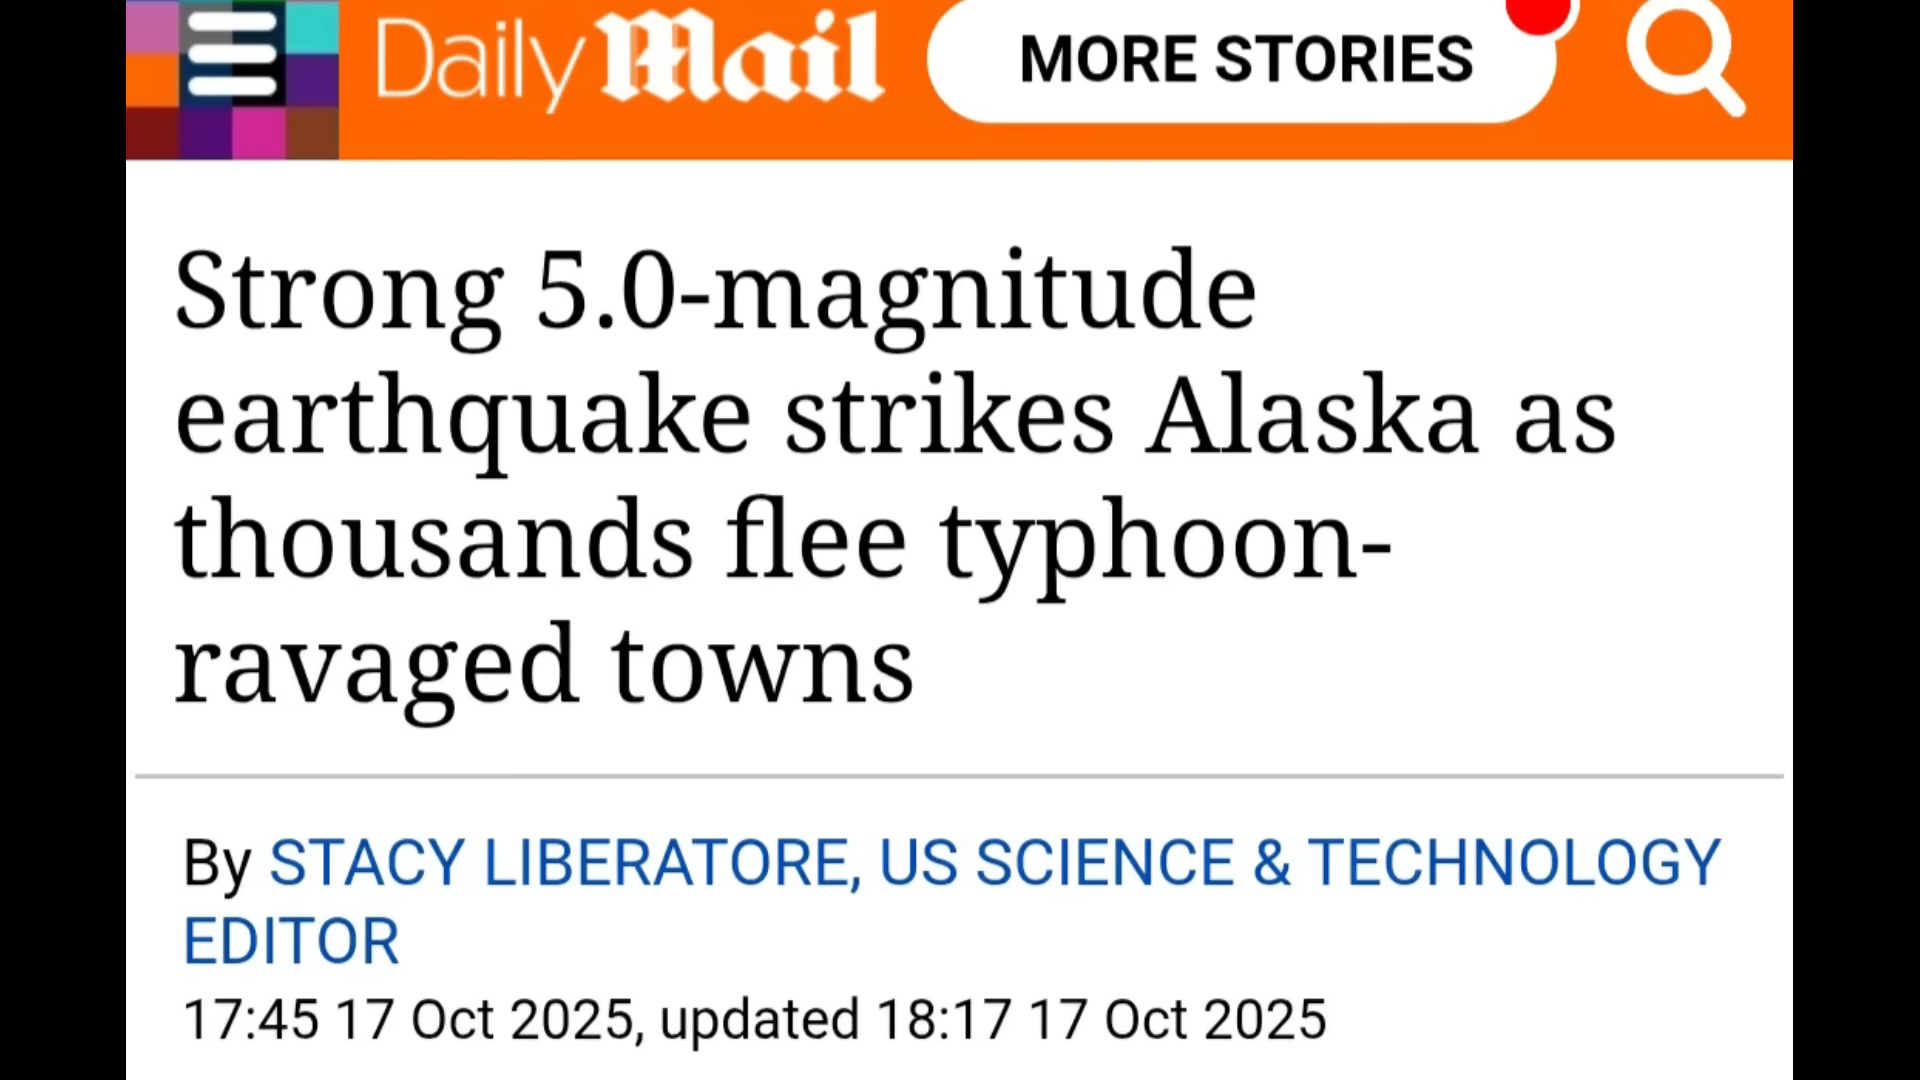 Daily Mail MORE STORIES
Strong 5.0-magnitude
earthquake strikes Alaska as
thousands flee typhoon-
ravaged towns
By STACY LIBERATORE, US SCIENCE & TECHNOLOGY
EDITOR
17:45 17 Oct 2025, updated 18:17 17 Oct 2025